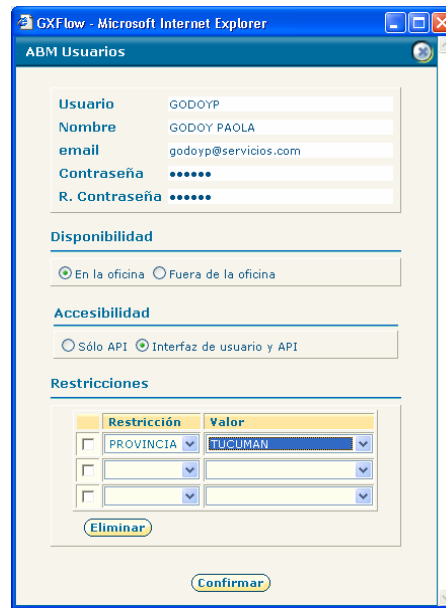 GXFlow - Microsoft Internet Explorer
ABM Usuarios
Usuario GODOYP
Nombre GODOY PAOLA
email godoyp@servicios.com
Contraseña ••••••
R. Contraseña ••••••
Disponibilidad
En la oficina Fuera de la oficina
Accesibilidad
Sólo API Interfaz de usuario y API
Restricciones
Restricción Valor
PROVINCIA TUCUMAN
Eliminar
Confirmar